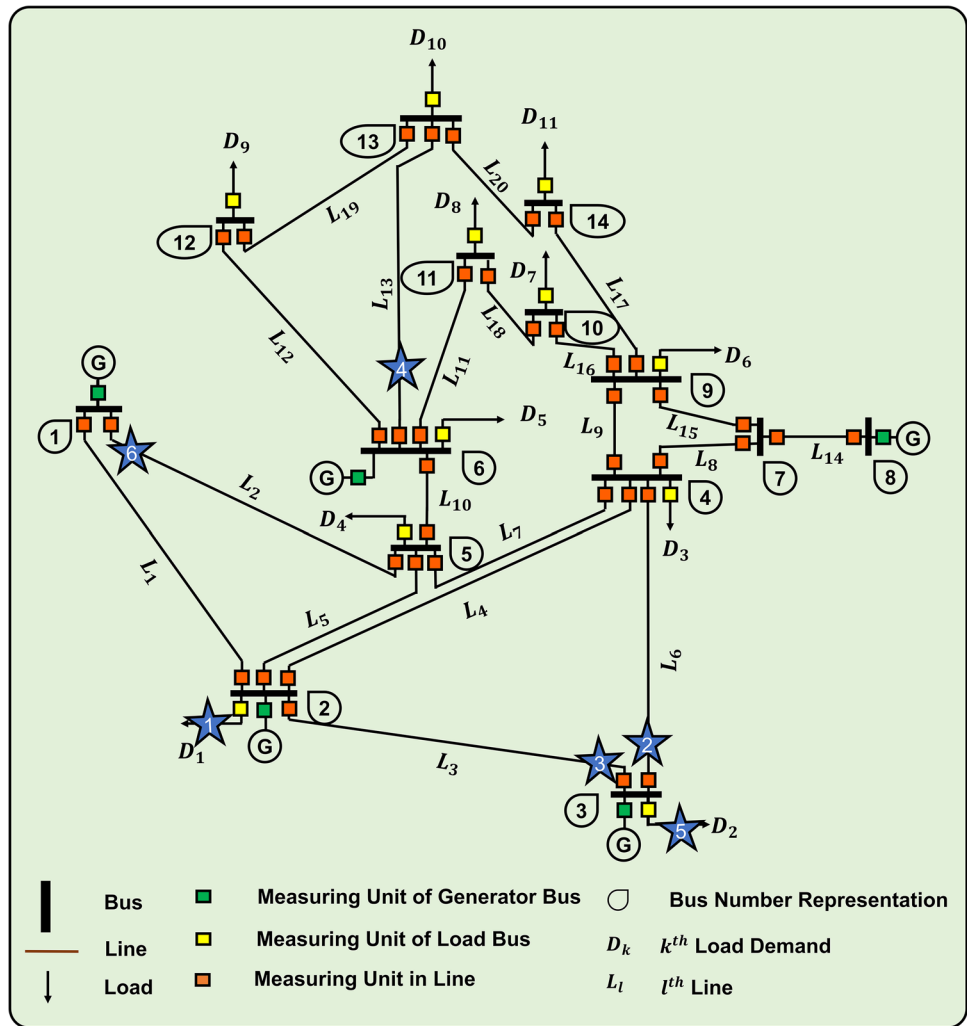 D₁₀
13
D₁₁
D₉
L₂₀
L₁₉
14
D₈
12
D₇
11
L₁₃
L₁₇
L₁₈
10
L₁₂
L₁₁
L₁₆
D₆
G
4
9
D₅
1
6
L₉
L₁₅
6
G
L₈
7
L₁₄
8
G
L₂
L₁₀
4
D₄
L₇
5
D₃
L₁
L₅
L₄
L₆
2
1
D₁
G
2
L₃
3
3
5
D₂
G
Bus
Measuring Unit of Generator Bus
Bus Number Representation
Line
Measuring Unit of Load Bus
Dₖ kᵗʰ Load Demand
Load
Measuring Unit in Line
Lₗ lᵗʰ Line